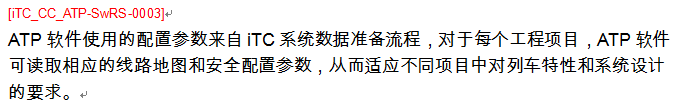 [iTC_CC_ATP-SwRS-0003]↵
ATP 软件使用的配置参数来自 iTC 系统数据准备流程，对于每个工程项目，ATP 软件
可读取相应的线路地图和安全配置参数，从而适应不同项目中对列车特性和系统设计
的要求。↵